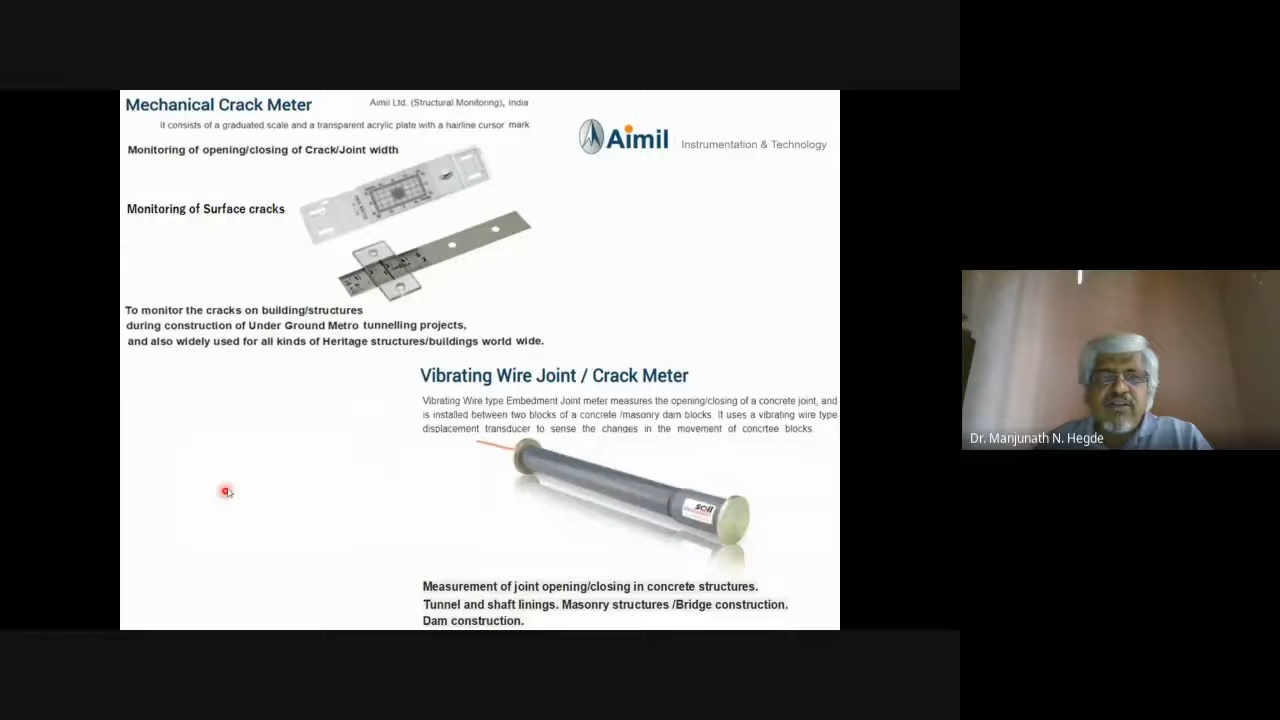 Mechanical Crack Meter
Aimil Ltd. (Structural Monitoring), India
It consists of a graduated scale and a transparent acrylic plate with a hairline cursor mark
Aimil Instrumentation & Technology
Monitoring of opening/closing of Crack/Joint width
Monitoring of Surface cracks
To monitor the cracks on building/structures
during construction of Under Ground Metro tunnelling projects,
and also widely used for all kinds of Heritage structures/buildings world wide.
Vibrating Wire Joint / Crack Meter
Vibrating Wire type Embedment Joint meter measures the opening/closing of a concrete joint, and
is installed between two blocks of a concrete /masonry dam blocks. It uses a vibrating wire type
displacement transducer to sense the changes in the movement of concrtee blocks.
soil
Measurement of joint opening/closing in concrete structures.
Tunnel and shaft linings. Masonry structures /Bridge construction.
Dam construction.
Dr. Manjunath N. Hegde